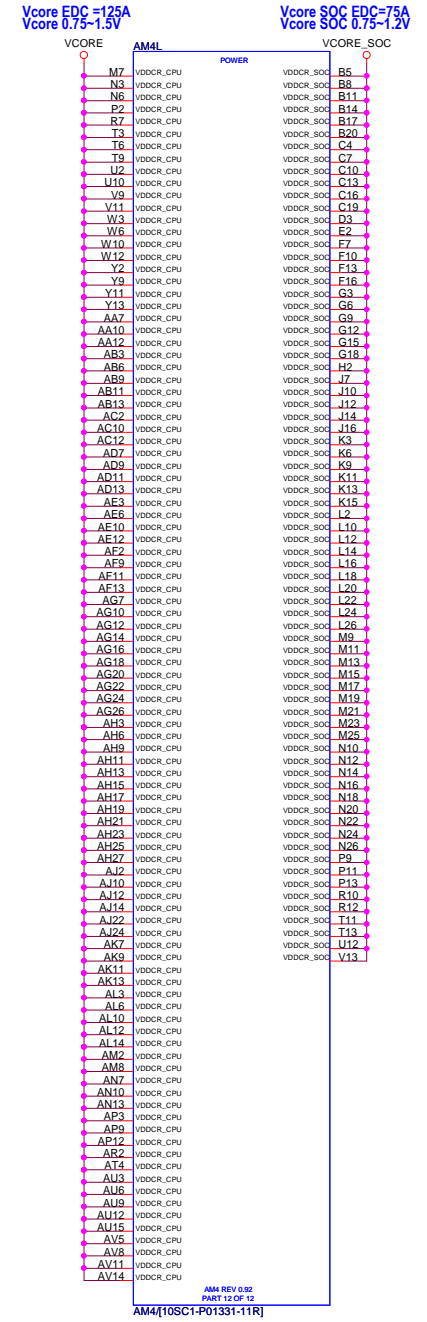 Vcore EDC =125A
Vcore 0.75~1.5V
Vcore SOC EDC=75A
Vcore SOC 0.75~1.2V
VCORE
AM4L
VCORE_SOC
POWER
M7 VDDCR_CPU VDDCR_SOC B5
N3 VDDCR_CPU VDDCR_SOC B8
N6 VDDCR_CPU VDDCR_SOC B11
P2 VDDCR_CPU VDDCR_SOC B14
R7 VDDCR_CPU VDDCR_SOC B17
T3 VDDCR_CPU VDDCR_SOC B20
T6 VDDCR_CPU VDDCR_SOC C4
T9 VDDCR_CPU VDDCR_SOC C7
U2 VDDCR_CPU VDDCR_SOC C10
U10 VDDCR_CPU VDDCR_SOC C13
V9 VDDCR_CPU VDDCR_SOC C16
V11 VDDCR_CPU VDDCR_SOC C19
W3 VDDCR_CPU VDDCR_SOC D3
W6 VDDCR_CPU VDDCR_SOC E2
W10 VDDCR_CPU VDDCR_SOC F7
W12 VDDCR_CPU VDDCR_SOC F10
Y2 VDDCR_CPU VDDCR_SOC F13
Y9 VDDCR_CPU VDDCR_SOC F16
Y11 VDDCR_CPU VDDCR_SOC G3
Y13 VDDCR_CPU VDDCR_SOC G6
AA7 VDDCR_CPU VDDCR_SOC G9
AA10 VDDCR_CPU VDDCR_SOC G12
AA12 VDDCR_CPU VDDCR_SOC G15
AB3 VDDCR_CPU VDDCR_SOC G18
AB6 VDDCR_CPU VDDCR_SOC H2
AB9 VDDCR_CPU VDDCR_SOC J7
AB11 VDDCR_CPU VDDCR_SOC J10
AB13 VDDCR_CPU VDDCR_SOC J12
AC2 VDDCR_CPU VDDCR_SOC J14
AC10 VDDCR_CPU VDDCR_SOC J16
AC12 VDDCR_CPU VDDCR_SOC K3
AD7 VDDCR_CPU VDDCR_SOC K6
AD9 VDDCR_CPU VDDCR_SOC K9
AD11 VDDCR_CPU VDDCR_SOC K11
AD13 VDDCR_CPU VDDCR_SOC K13
AE3 VDDCR_CPU VDDCR_SOC K15
AE6 VDDCR_CPU VDDCR_SOC L2
AE10 VDDCR_CPU VDDCR_SOC L10
AE12 VDDCR_CPU VDDCR_SOC L12
AF2 VDDCR_CPU VDDCR_SOC L14
AF9 VDDCR_CPU VDDCR_SOC L16
AF11 VDDCR_CPU VDDCR_SOC L18
AF13 VDDCR_CPU VDDCR_SOC L20
AG7 VDDCR_CPU VDDCR_SOC L22
AG10 VDDCR_CPU VDDCR_SOC L24
AG12 VDDCR_CPU VDDCR_SOC L26
AG14 VDDCR_CPU VDDCR_SOC M9
AG16 VDDCR_CPU VDDCR_SOC M11
AG18 VDDCR_CPU VDDCR_SOC M13
AG20 VDDCR_CPU VDDCR_SOC M15
AG22 VDDCR_CPU VDDCR_SOC M17
AG24 VDDCR_CPU VDDCR_SOC M19
AG26 VDDCR_CPU VDDCR_SOC M21
AH3 VDDCR_CPU VDDCR_SOC M23
AH6 VDDCR_CPU VDDCR_SOC M25
AH9 VDDCR_CPU VDDCR_SOC N10
AH11 VDDCR_CPU VDDCR_SOC N12
AH13 VDDCR_CPU VDDCR_SOC N14
AH15 VDDCR_CPU VDDCR_SOC N16
AH17 VDDCR_CPU VDDCR_SOC N18
AH19 VDDCR_CPU VDDCR_SOC N20
AH21 VDDCR_CPU VDDCR_SOC N22
AH23 VDDCR_CPU VDDCR_SOC N24
AH25 VDDCR_CPU VDDCR_SOC N26
AH27 VDDCR_CPU VDDCR_SOC P9
AJ2 VDDCR_CPU VDDCR_SOC P11
AJ10 VDDCR_CPU VDDCR_SOC P13
AJ12 VDDCR_CPU VDDCR_SOC R10
AJ14 VDDCR_CPU VDDCR_SOC R12
AJ22 VDDCR_CPU VDDCR_SOC T11
AJ24 VDDCR_CPU VDDCR_SOC T13
AK7 VDDCR_CPU VDDCR_SOC U12
AK9 VDDCR_CPU VDDCR_SOC V13
AK11 VDDCR_CPU
AK13 VDDCR_CPU
AL3 VDDCR_CPU
AL6 VDDCR_CPU
AL10 VDDCR_CPU
AL12 VDDCR_CPU
AL14 VDDCR_CPU
AM2 VDDCR_CPU
AM8 VDDCR_CPU
AN7 VDDCR_CPU
AN10 VDDCR_CPU
AN13 VDDCR_CPU
AP3 VDDCR_CPU
AP9 VDDCR_CPU
AP12 VDDCR_CPU
AR2 VDDCR_CPU
AT4 VDDCR_CPU
AU3 VDDCR_CPU
AU6 VDDCR_CPU
AU9 VDDCR_CPU
AU12 VDDCR_CPU
AU15 VDDCR_CPU
AV5 VDDCR_CPU
AV8 VDDCR_CPU
AV11 VDDCR_CPU
AV14 VDDCR_CPU
AM4 REV 0.92
PART 12 OF 12
AM4/[10SC1-P01331-11R]